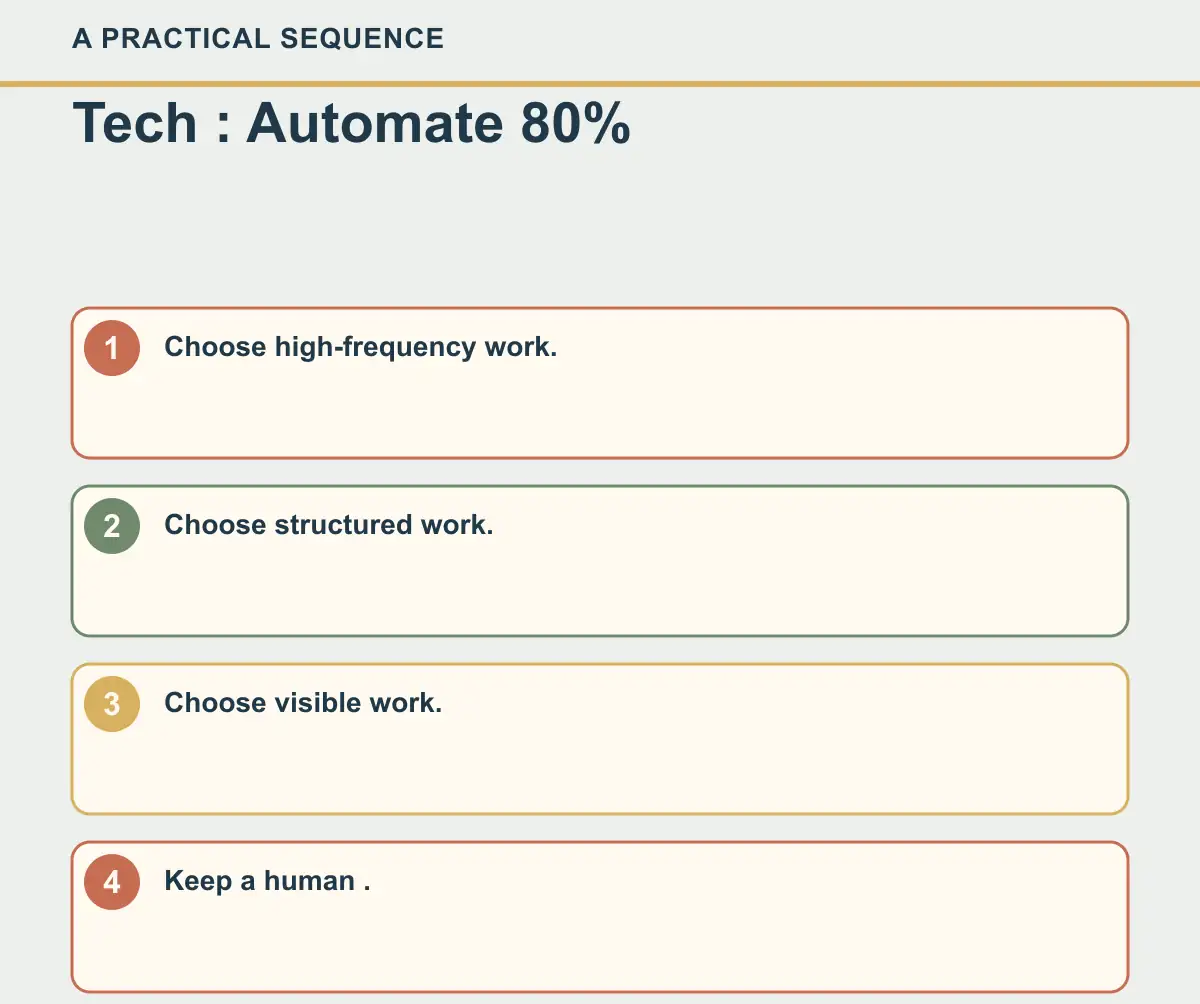 A PRACTICAL SEQUENCE
Tech : Automate 80%
1 Choose high-frequency work.
2 Choose structured work.
3 Choose visible work.
4 Keep a human .